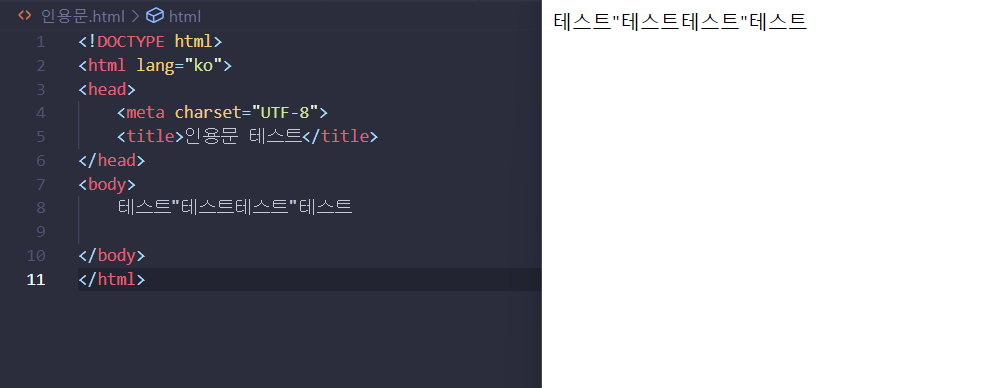 인용문.html > html
1 <!DOCTYPE html>
2 <html lang="ko">
3 <head>
4 <meta charset="UTF-8">
5 <title>인용문 테스트</title>
6 </head>
7 <body>
8 테스트"테스트테스트"테스트
9
10 </body>
11 </html>
테스트"테스트테스트"테스트